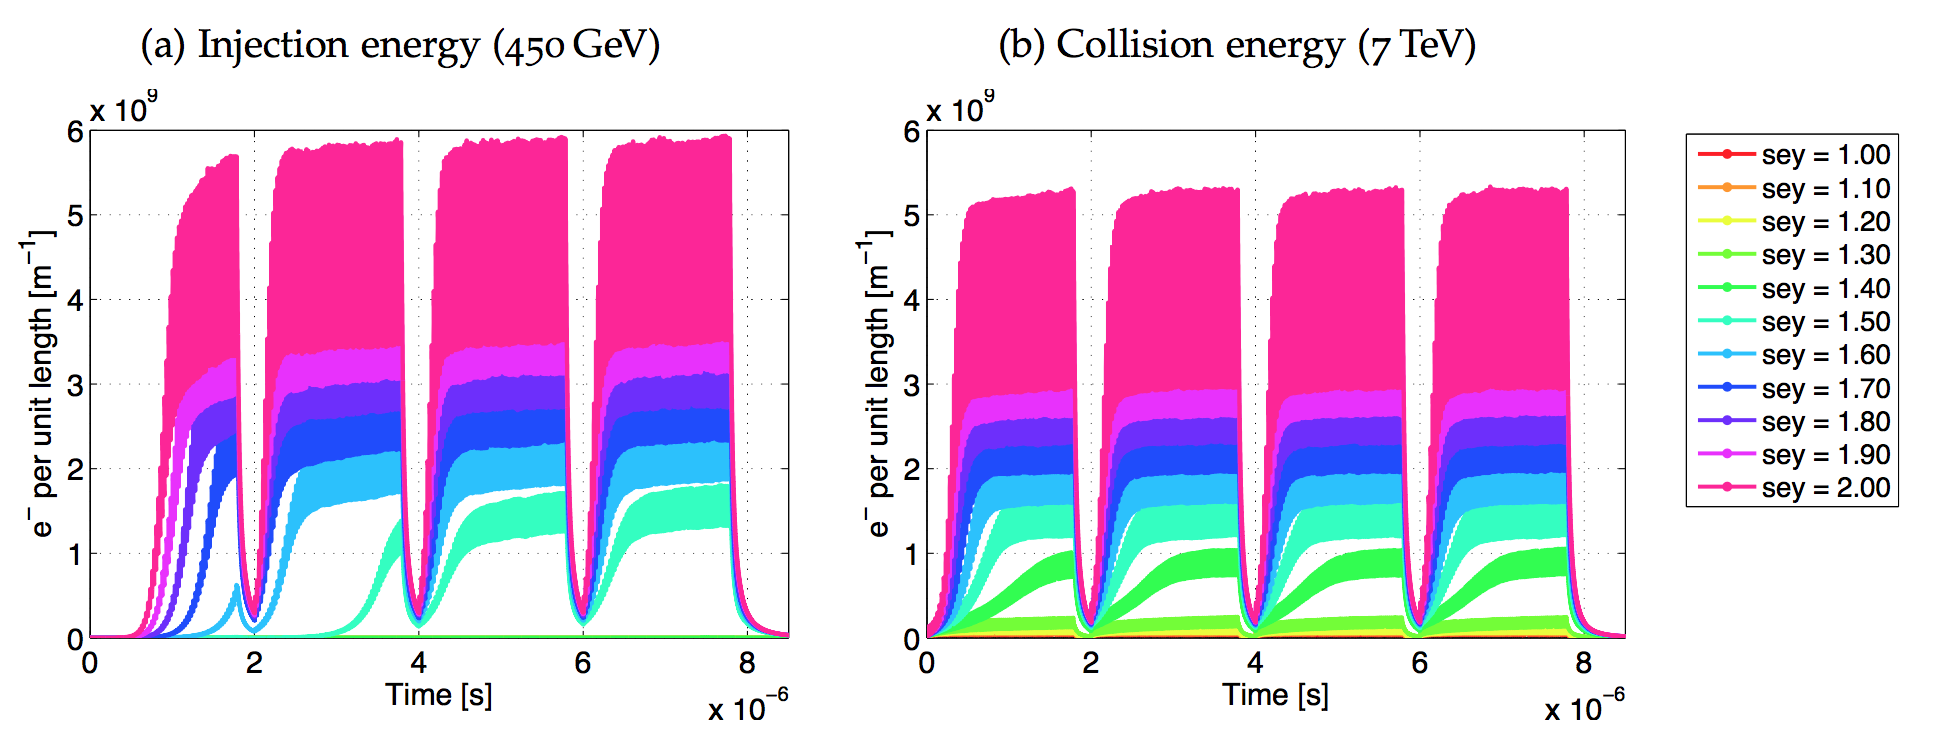 (a) Injection energy (450 GeV)
x 10⁹
6
5
4
3
2
1
0
e⁻ per unit length [m⁻¹]
0 2 4 6 8
Time [s]
x 10⁻⁶
(b) Collision energy (7 TeV)
x 10⁹
6
5
4
3
2
1
0
e⁻ per unit length [m⁻¹]
0 2 4 6 8
Time [s]
x 10⁻⁶
sey = 1.00
sey = 1.10
sey = 1.20
sey = 1.30
sey = 1.40
sey = 1.50
sey = 1.60
sey = 1.70
sey = 1.80
sey = 1.90
sey = 2.00